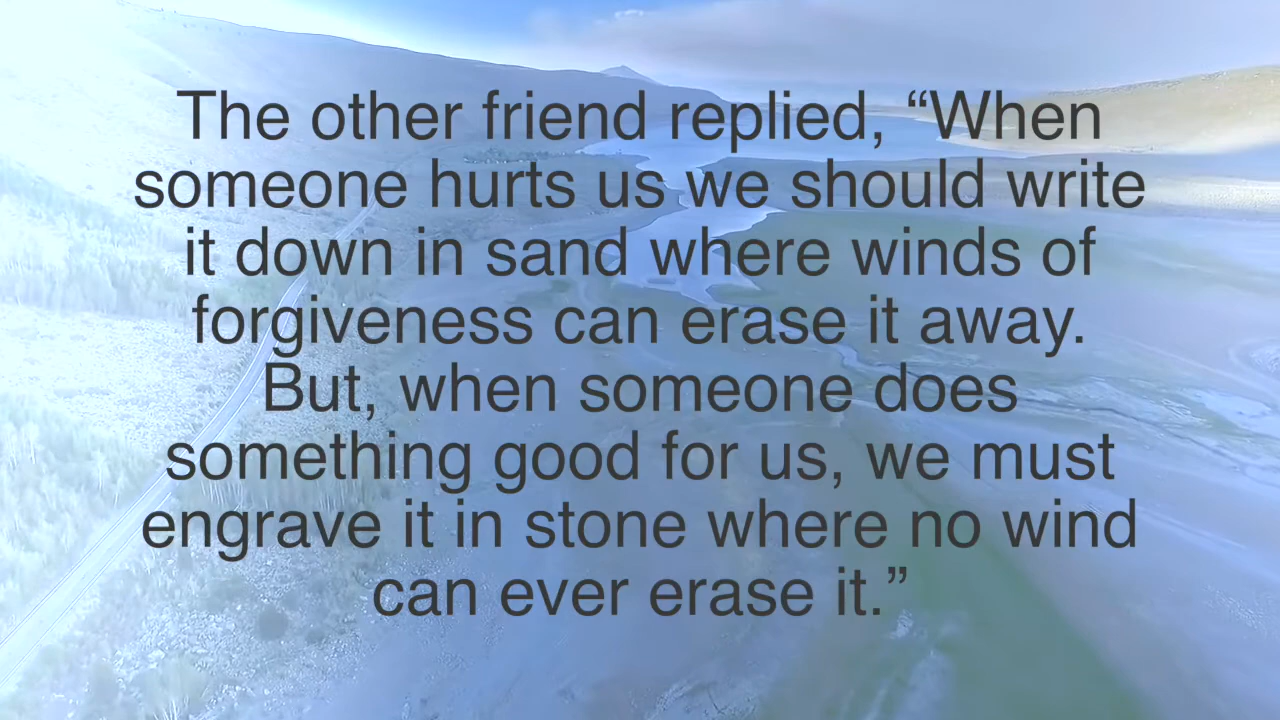 The other friend replied, “When
someone hurts us we should write
it down in sand where winds of
forgiveness can erase it away.
But, when someone does
something good for us, we must
engrave it in stone where no wind
can ever erase it.”